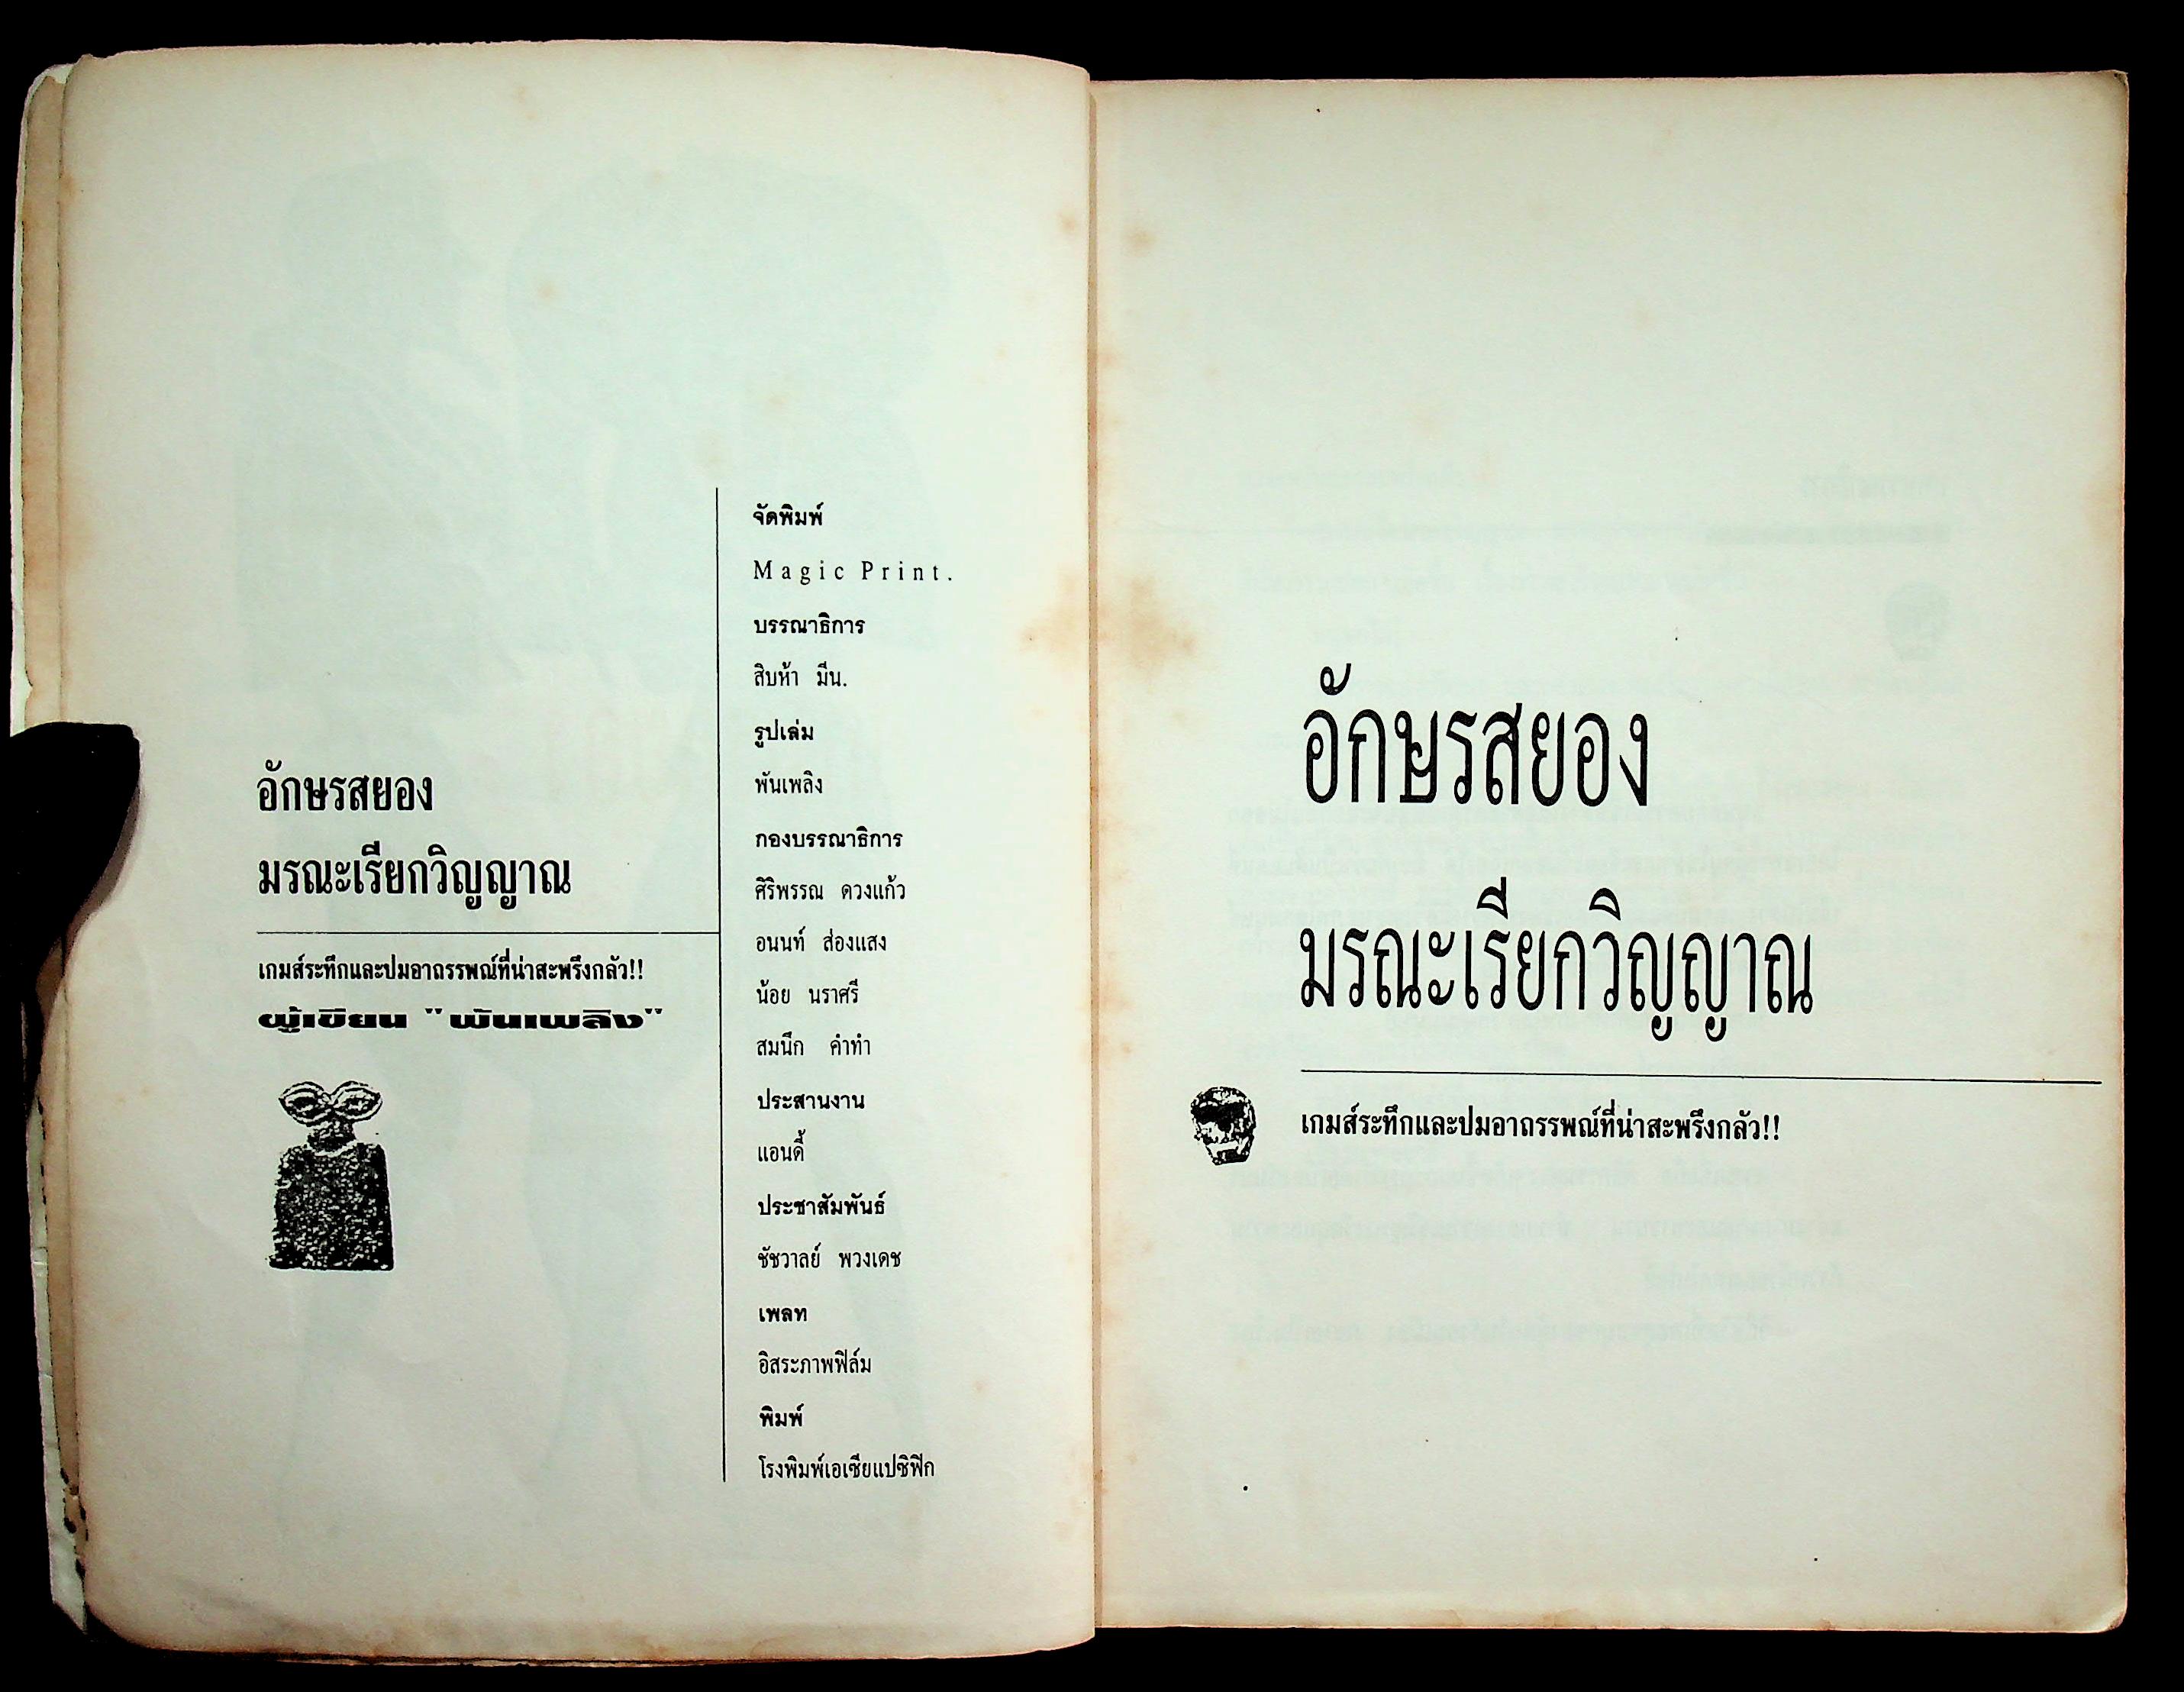 อักษรสยอง
มรณะเรียกวิญญาณ
เกมส์ระทึกและปมอาถรรพณ์ที่น่าสะพรึงกลัว!!
ผู้เขียน "พันเพลิง"
จัดพิมพ์
Magic Print.
บรรณาธิการ
สิบห้า มีน.
รูปเล่ม
พันเพลิง
กองบรรณาธิการ
ศิริพรรณ ดวงแก้ว
อนนท์ ส่องแสง
น้อย นราศรี
สมนึก คำทำ
ประสานงาน
แอนดี้
ประชาสัมพันธ์
ชัชวาลย์ พวงเดช
เพลท
อิสระภาพฟิล์ม
พิมพ์
โรงพิมพ์เอเซียแปซิฟิก
อักษรสยอง
มรณะเรียกวิญญาณ
เกมส์ระทึกและปมอาถรรพณ์ที่น่าสะพรึงกลัว!!